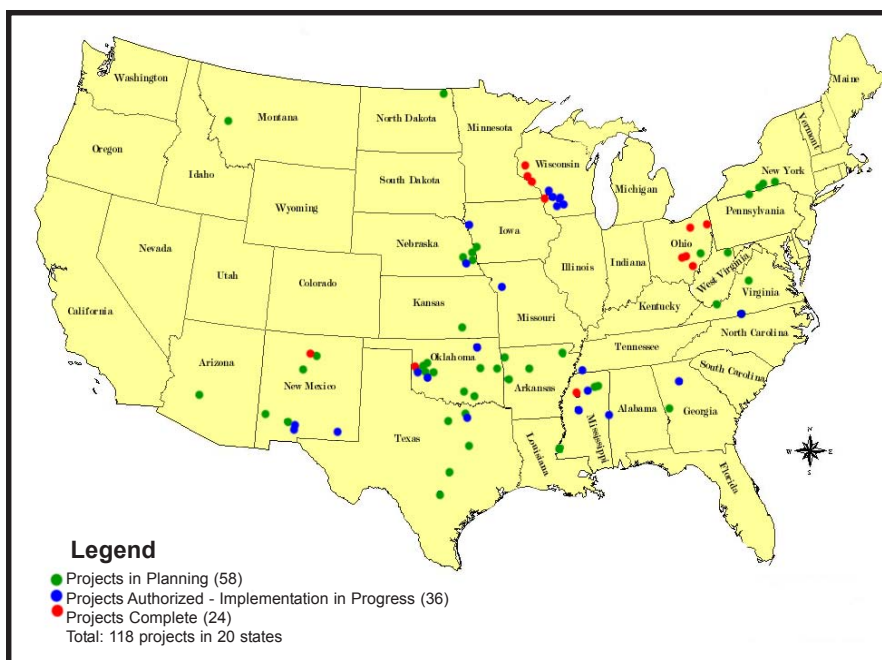 Washington
Montana
North Dakota
Minnesota
Maine
Vermont
Oregon
Idaho
Wisconsin
New York
South Dakota
Michigan
Wyoming
Pennsylvania
Nevada
Nebraska
Iowa
Ohio
Utah
Colorado
Illinois
Indiana
West Virginia
Virginia
California
Kansas
Missouri
Kentucky
North Carolina
Arizona
New Mexico
Oklahoma
Arkansas
Tennessee
South Carolina
Texas
Louisiana
Mississippi
Alabama
Georgia
Florida
N
W E
S
Legend
Projects in Planning (58)
Projects Authorized - Implementation in Progress (36)
Projects Complete (24)
Total: 118 projects in 20 states